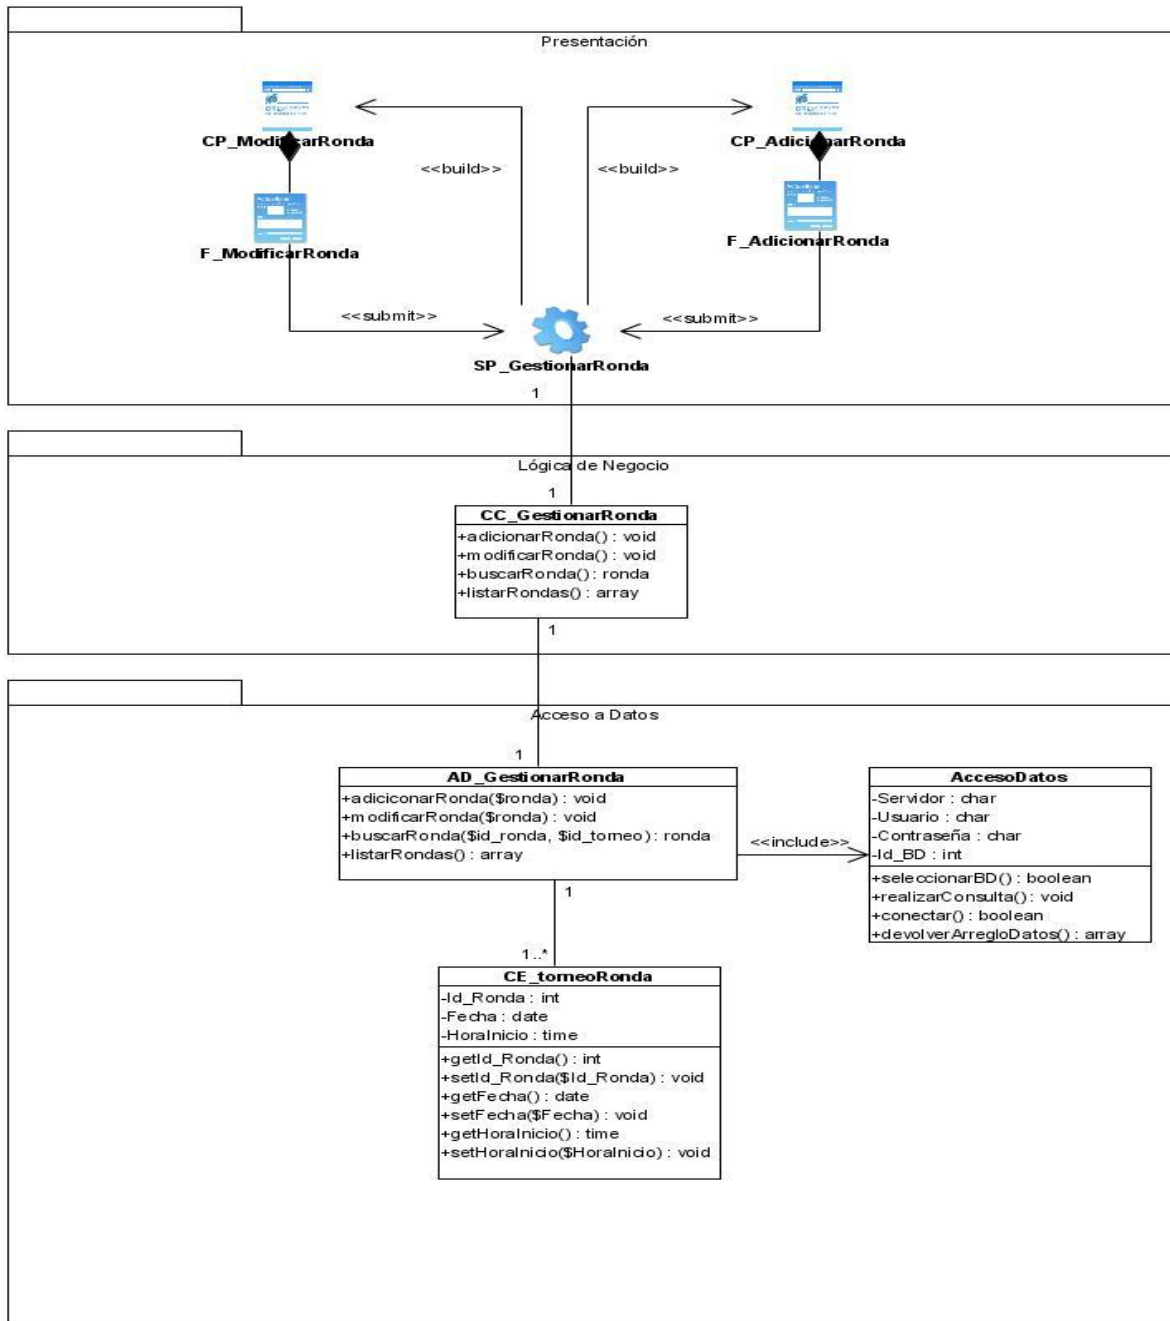 Presentación
CP_ModificarRonda
CP_AdicionarRonda
<<build>>
<<build>>
F_ModificarRonda
F_AdicionarRonda
<<submit>>
<<submit>>
SP_GestionarRonda
1
Lógica de Negocio
1
CC_GestionarRonda
+adicionarRonda() : void
+modificarRonda() : void
+buscarRonda() : ronda
+listarRondas() : array
1
Acceso a Datos
1
AD_GestionarRonda
+adiciconarRonda($ronda) : void
+modificarRonda($ronda) : void
+buscarRonda($id_ronda, $id_torneo) : ronda
+listarRondas() : array
<<include>>
AccesoDatos
-Servidor : char
-Usuario : char
-Contraseña : char
-Id_BD : int
+seleccionarBD() : boolean
+realizarConsulta() : void
+conectar() : boolean
+devolverArregloDatos() : array
1
1..*
CE_torneoRonda
-Id_Ronda : int
-Fecha : date
-HoraInicio : time
+getId_Ronda() : int
+setId_Ronda($Id_Ronda) : void
+getFecha() : date
+setFecha($Fecha) : void
+getHoraInicio() : time
+setHoraInicio($HoraInicio) : void